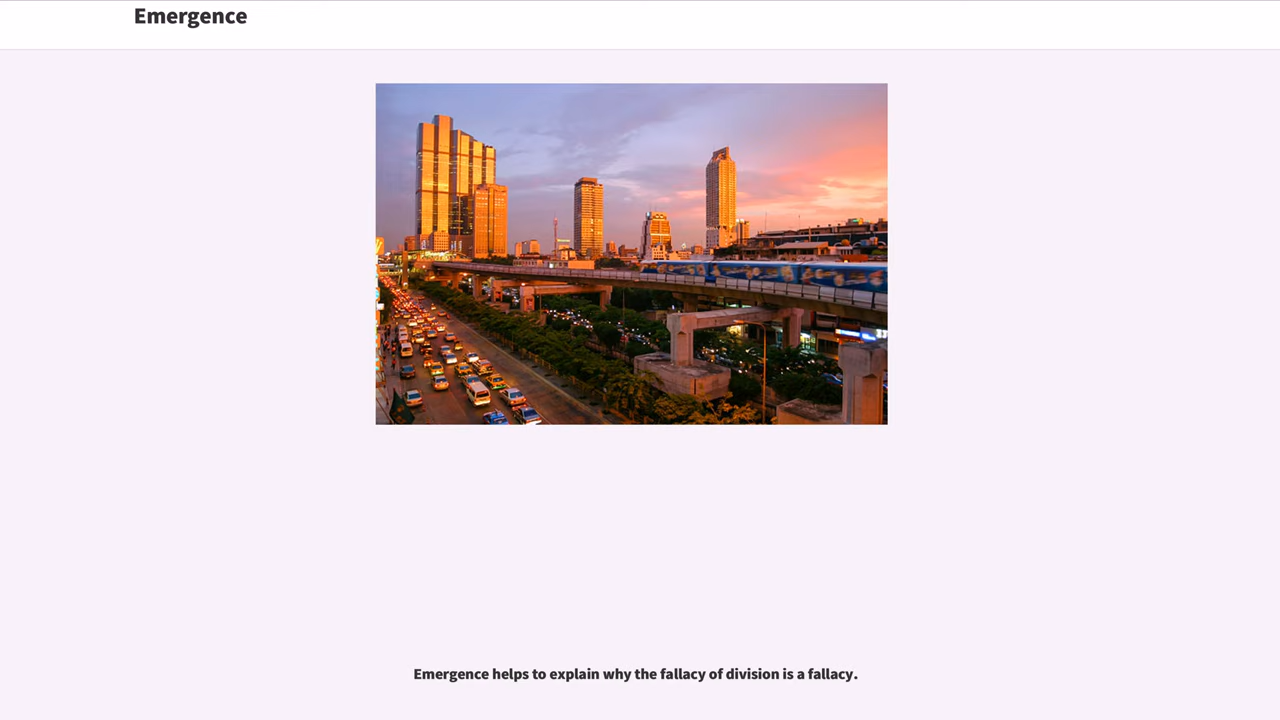 Emergence
Emergence helps to explain why the fallacy of division is a fallacy.